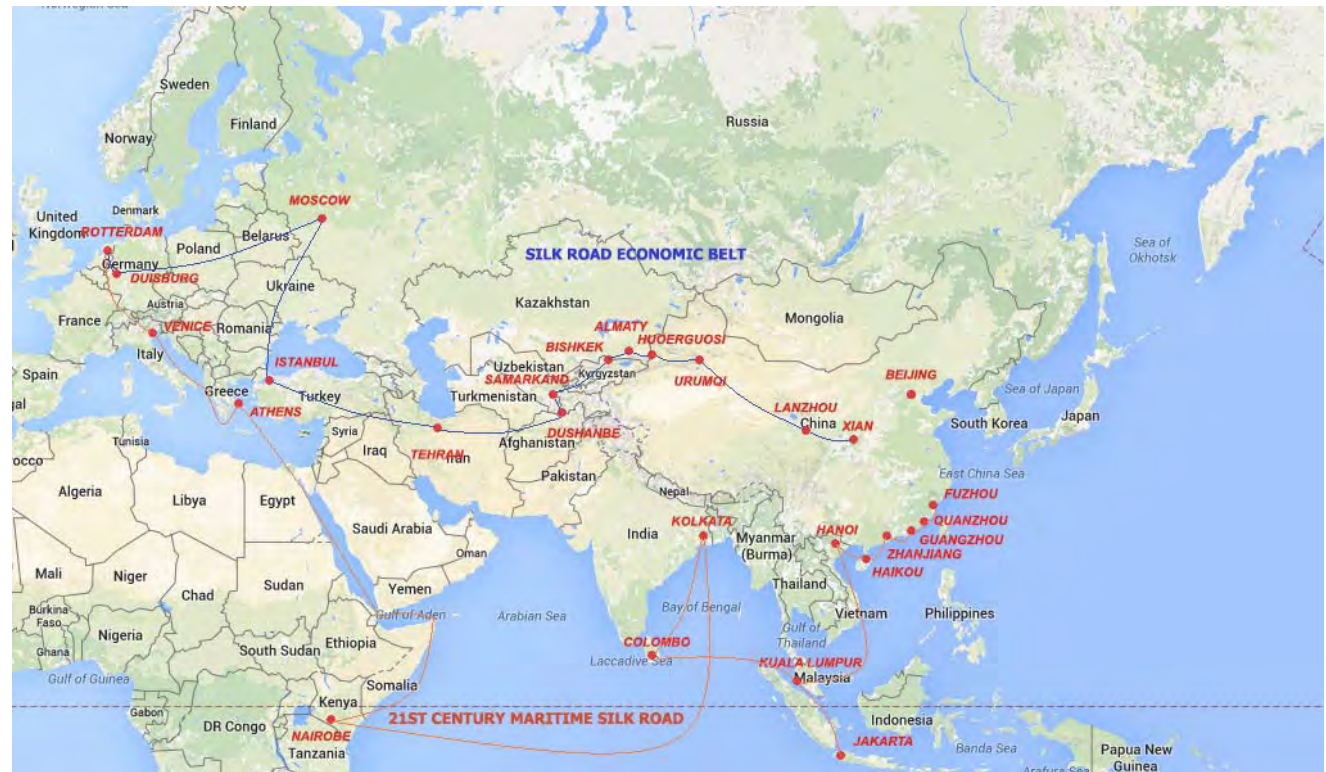 Norwegian Sea
Sweden
Finland
Norway
Russia
MOSCOW
United
Kingdom
Denmark
ROTTERDAM
Poland
Belarus
Germany
DUISBURG
Sea of
Okhotsk
SILK ROAD ECONOMIC BELT
Ukraine
Austria
Kazakhstan
Mongolia
France
VENICE
Romania
ALMATY
HUOERGUOSI
BISHKEK
Italy
ISTANBUL
Uzbekistan
Kyrgyzstan
Spain
SAMARKAND
URUMQI
BEIJING
Sea of Japan
Greece
Turkey
Turkmenistan
gal
ATHENS
LANZHOU
China
XIAN
South Korea
Japan
Tunisia
Syria
DUSHANBE
Afghanistan
Iraq
TEHRAN
Iran
occo
Pakistan
East China Sea
Algeria
Libya
Egypt
Nepal
FUZHOU
Saudi Arabia
India
KOLKATA
HANOI
QUANZHOU
Myanmar
(Burma)
GUANGZHOU
Oman
ZHANJIANG
Mali
Niger
HAIKOU
Chad
Sudan
Yemen
Thailand
Burkina
Faso
Gulf of Aden
Arabian Sea
Bay of Bengal
Vietnam
Philippines
Nigeria
Ethiopia
Gulf of
Thailand
Ghana
South Sudan
COLOMBO
Laccadive Sea
KUALA LUMPUR
Gulf of Guinea
Malaysia
Somalia
Kenya
Gabon
DR Congo
21ST CENTURY MARITIME SILK ROAD
Indonesia
NAIROBE
Tanzania
JAKARTA
Banda Sea
Papua New
Guinea
Arafura Sea